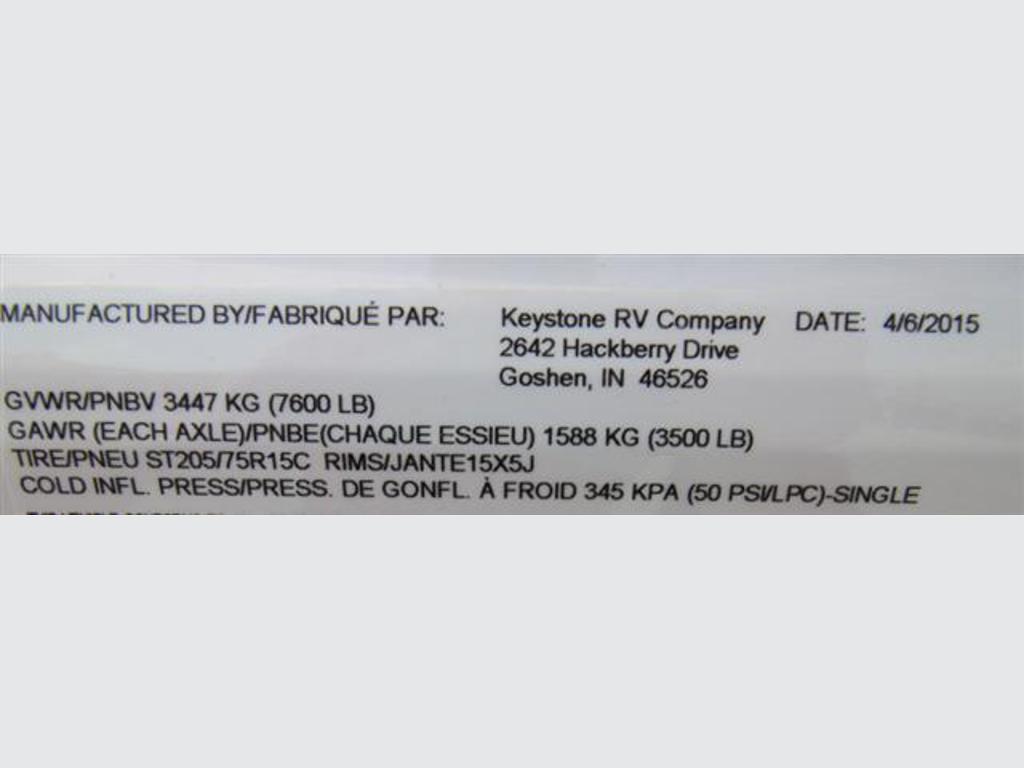 MANUFACTURED BY/FABRIQUÉ PAR: Keystone RV Company DATE: 4/6/2015
2642 Hackberry Drive
Goshen, IN 46526
GVWR/PNBV 3447 KG (7600 LB)
GAWR (EACH AXLE)/PNBE(CHAQUE ESSIEU) 1588 KG (3500 LB)
TIRE/PNEU ST205/75R15C RIMS/JANTE15X5J
COLD INFL. PRESS/PRESS. DE GONFL. À FROID 345 KPA (50 PSI/LPC)-SINGLE